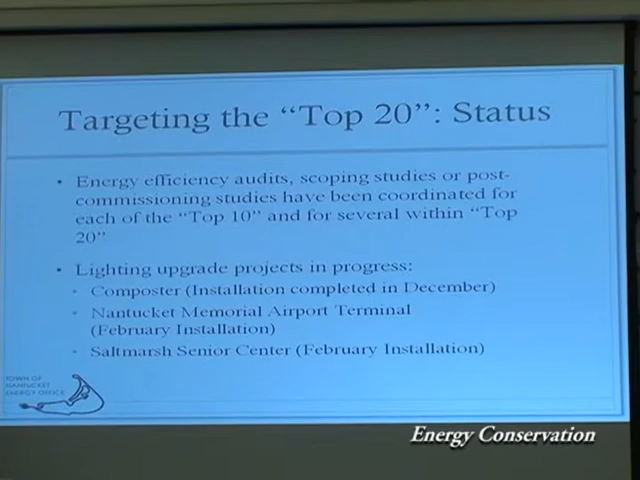 Targeting the “Top 20”: Status
• Energy efficiency audits, scoping studies or post-
commissioning studies have been coordinated for
each of the “Top 10” and for several within “Top
20”
• Lighting upgrade projects in progress:
• Composter (Installation completed in December)
• Nantucket Memorial Airport Terminal
(February Installation)
• Saltmarsh Senior Center (February Installation)
TOWN OF
NANTUCKET
ENERGY OFFICE
Energy Conservation